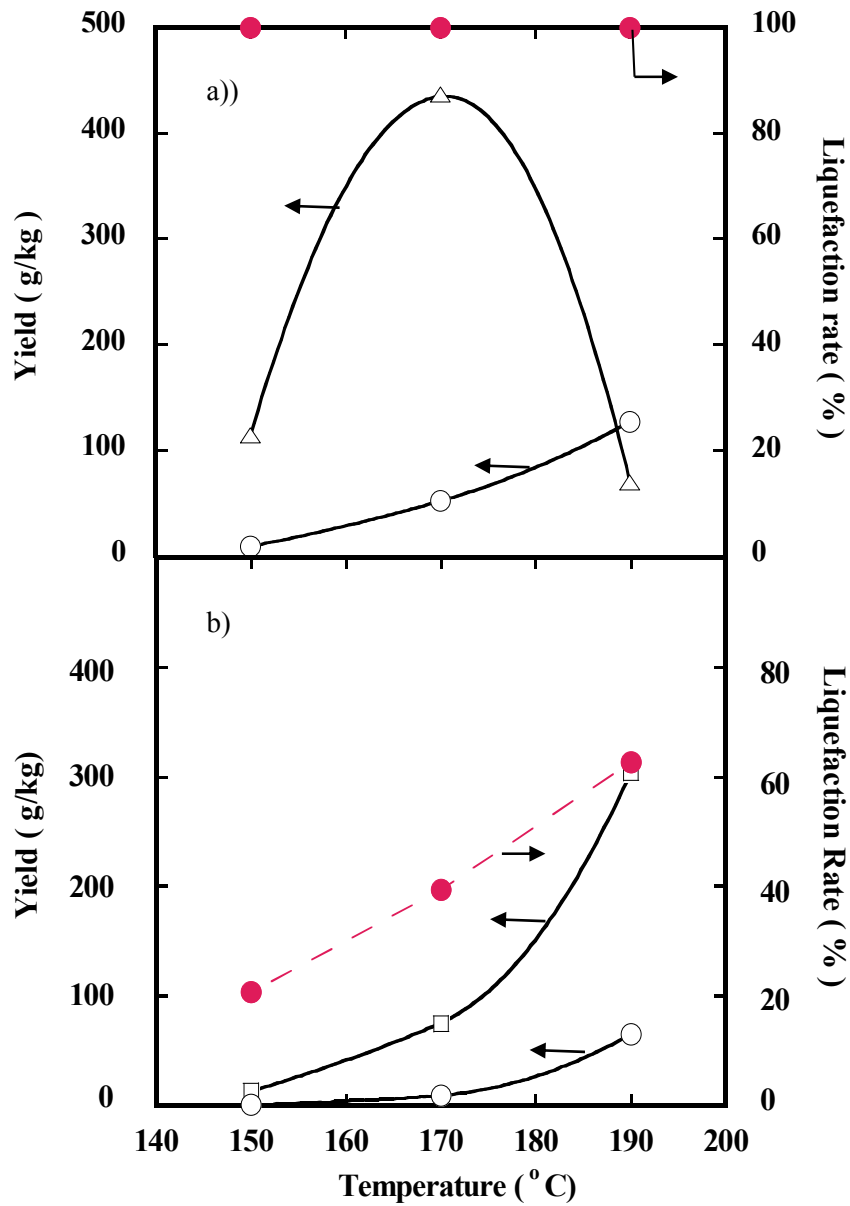 500
400
300
200
100
0
Yield ( g/kg )
a))
100
80
60
40
20
0
Liquefaction rate ( % )
400
300
200
100
0
Yield ( g/kg)
b)
80
60
40
20
0
Liquefaction Rate ( % )
140 150 160 170 180 190 200
Temperature ( ° C)